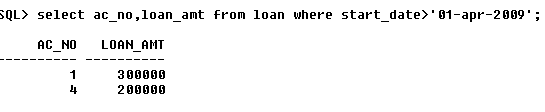 SQL> select ac_no,loan_amt from loan where start_date>'01-apr-2009';
AC_NO LOAN_AMT
---------- ----------
1 300000
4 200000